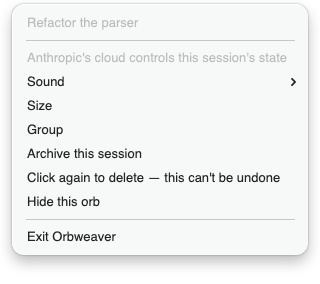 Refactor the parser
Anthropic's cloud controls this session's state
Sound
Size
Group
Archive this session
Click again to delete — this can't be undone
Hide this orb
Exit Orbweaver